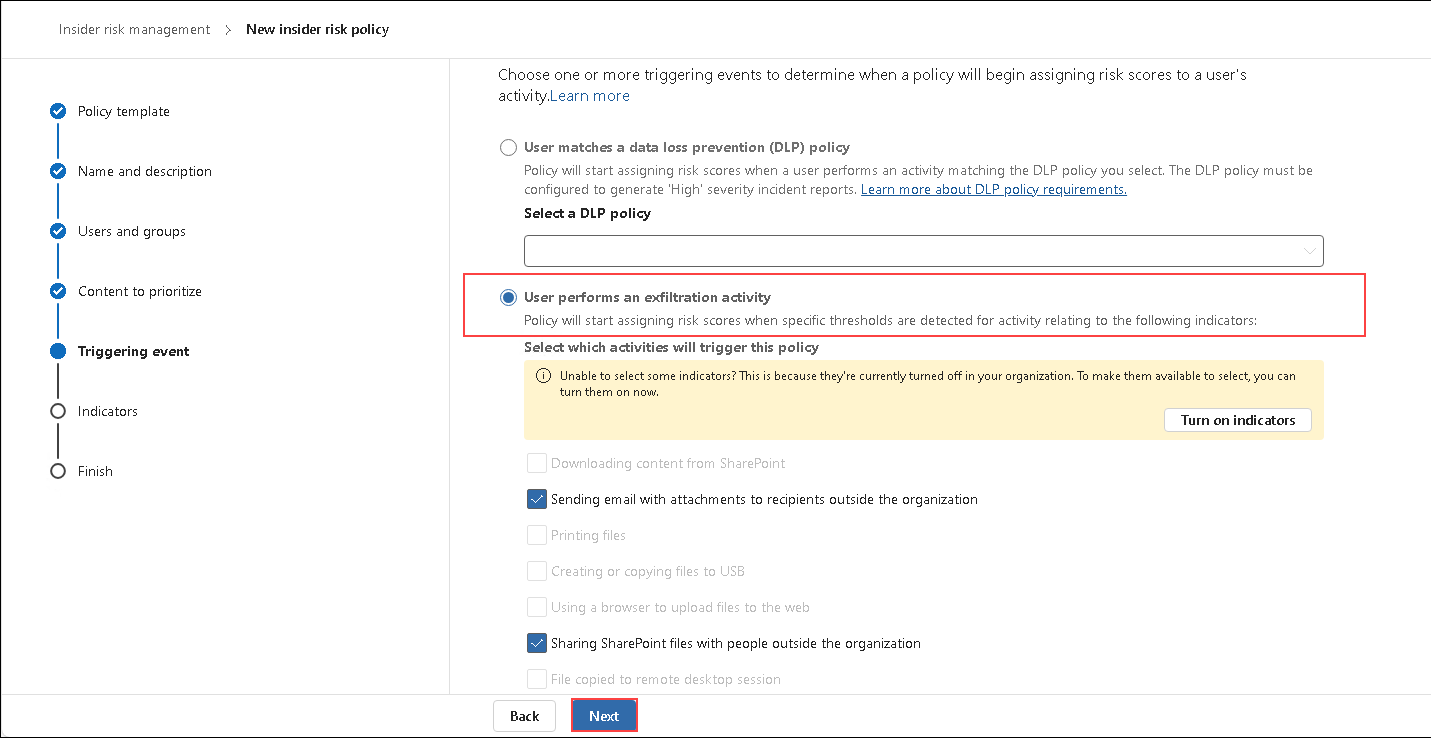 Insider risk management > New insider risk policy
Policy template
Name and description
Users and groups
Content to prioritize
Triggering event
Indicators
Finish
Choose one or more triggering events to determine when a policy will begin assigning risk scores to a user's
activity.Learn more
User matches a data loss prevention (DLP) policy
Policy will start assigning risk scores when a user performs an activity matching the DLP policy you select. The DLP policy must be
configured to generate 'High' severity incident reports. Learn more about DLP policy requirements.
Select a DLP policy
User performs an exfiltration activity
Policy will start assigning risk scores when specific thresholds are detected for activity relating to the following indicators:
Select which activities will trigger this policy
Unable to select some indicators? This is because they're currently turned off in your organization. To make them available to select, you can
turn them on now.
Turn on indicators
Downloading content from SharePoint
Sending email with attachments to recipients outside the organization
Printing files
Creating or copying files to USB
Using a browser to upload files to the web
Sharing SharePoint files with people outside the organization
File copied to remote desktop session
Back
Next